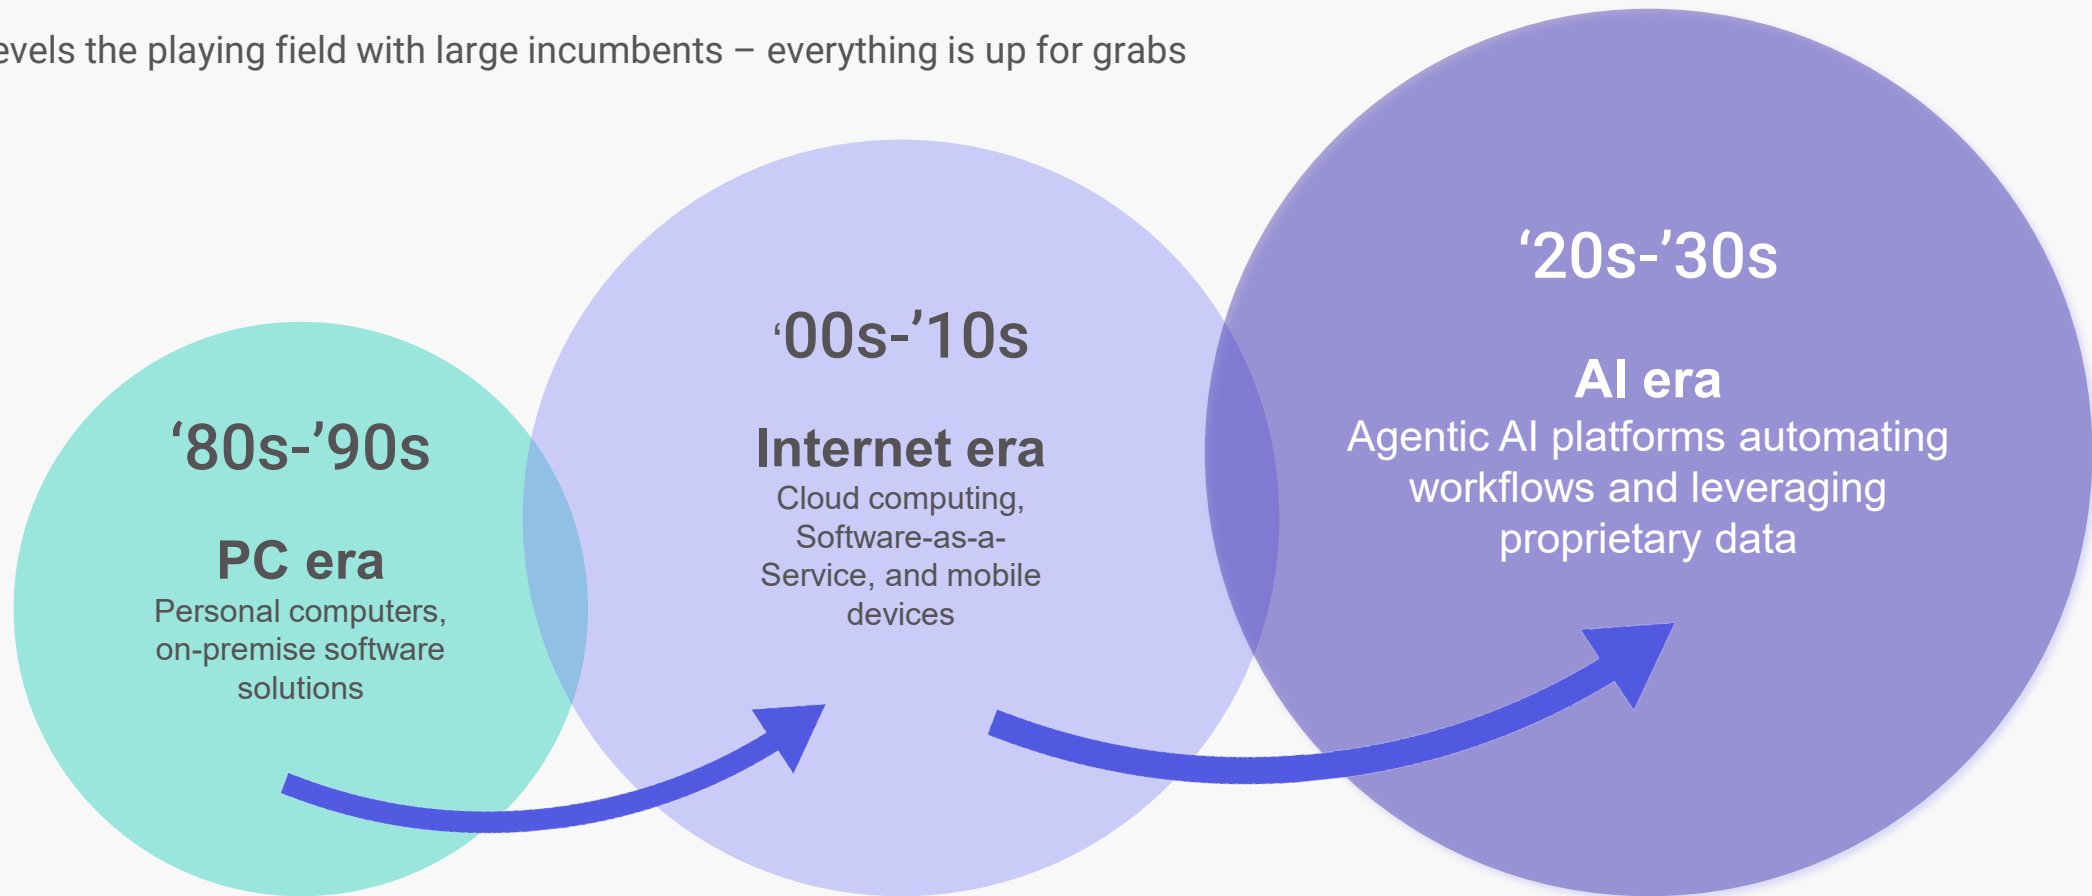 evels the playing field with large incumbents – everything is up for grabs
‘80s-’90s
PC era
Personal computers,
on-premise software
solutions
‘00s-’10s
Internet era
Cloud computing,
Software-as-a-
Service, and mobile
devices
‘20s-’30s
AI era
Agentic AI platforms automating
workflows and leveraging
proprietary data